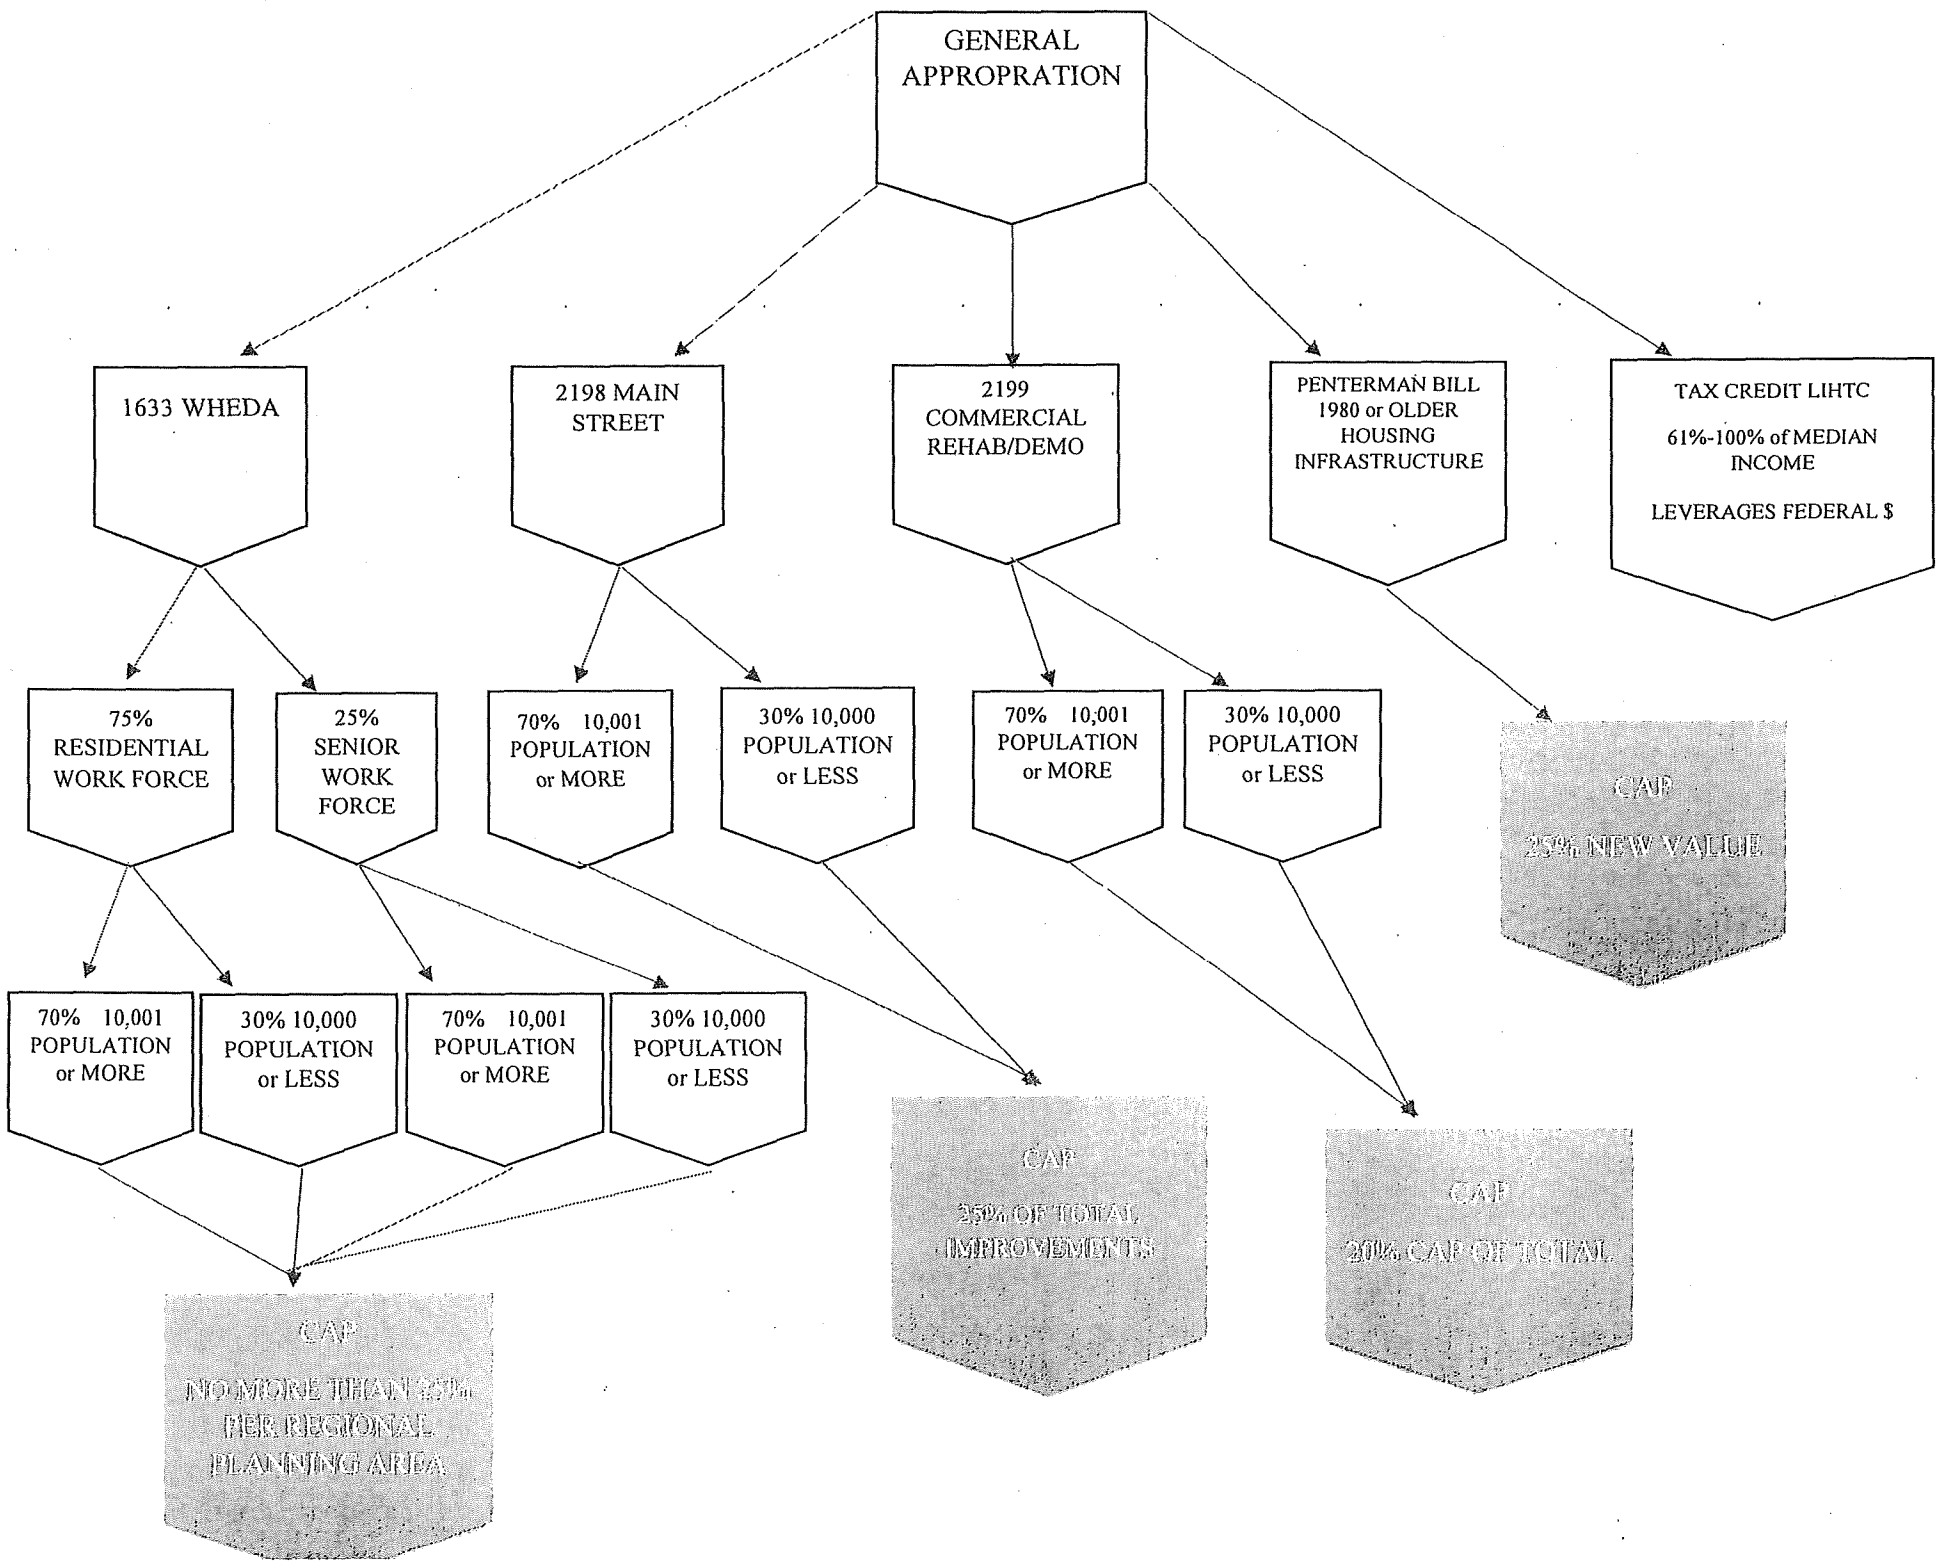 GENERAL
APPROPRATION
1633 WHEDA
2198 MAIN
STREET
2199
COMMERCIAL
REHAB/DEMO
PENTERMAN BILL
1980 or OLDER
HOUSING
INFRASTRUCTURE
TAX CREDIT LIHTC
61%-100% of MEDIAN
INCOME
LEVERAGES FEDERAL $
75%
RESIDENTIAL
WORK FORCE
25%
SENIOR
WORK
FORCE
70% 10,001
POPULATION
or MORE
30% 10,000
POPULATION
or LESS
70% 10,001
POPULATION
or MORE
30% 10,000
POPULATION
or LESS
CAP
25% NEW VALUE
70% 10,001
POPULATION
or MORE
30% 10,000
POPULATION
or LESS
70% 10,001
POPULATION
or MORE
30% 10,000
POPULATION
or LESS
CAP
25% OF TOTAL
IMPROVEMENTS
CAP
20% CAP OF TOTAL
CAP
NO MORE THAN 25%
PER REGIONAL
PLANNING AREA